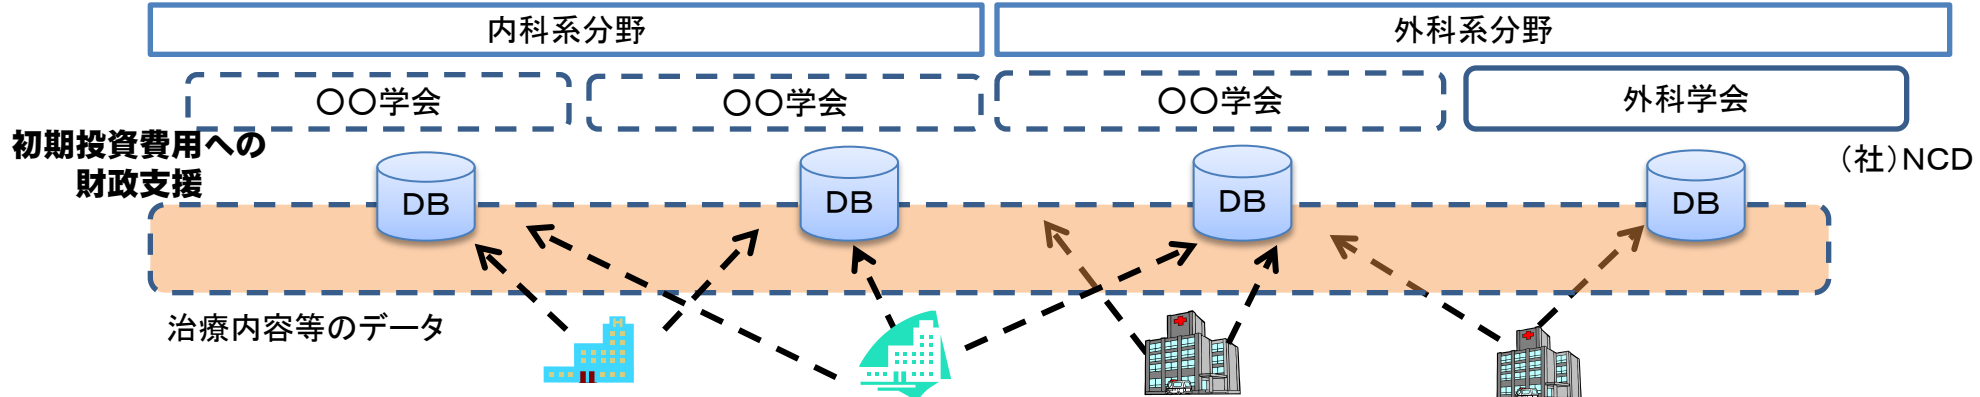 内科系分野
外科系分野
〇〇学会
〇〇学会
〇〇学会
外科学会
初期投資費用への
財政支援
（社）NCD
DB
DB
DB
DB
治療内容等のデータ
H